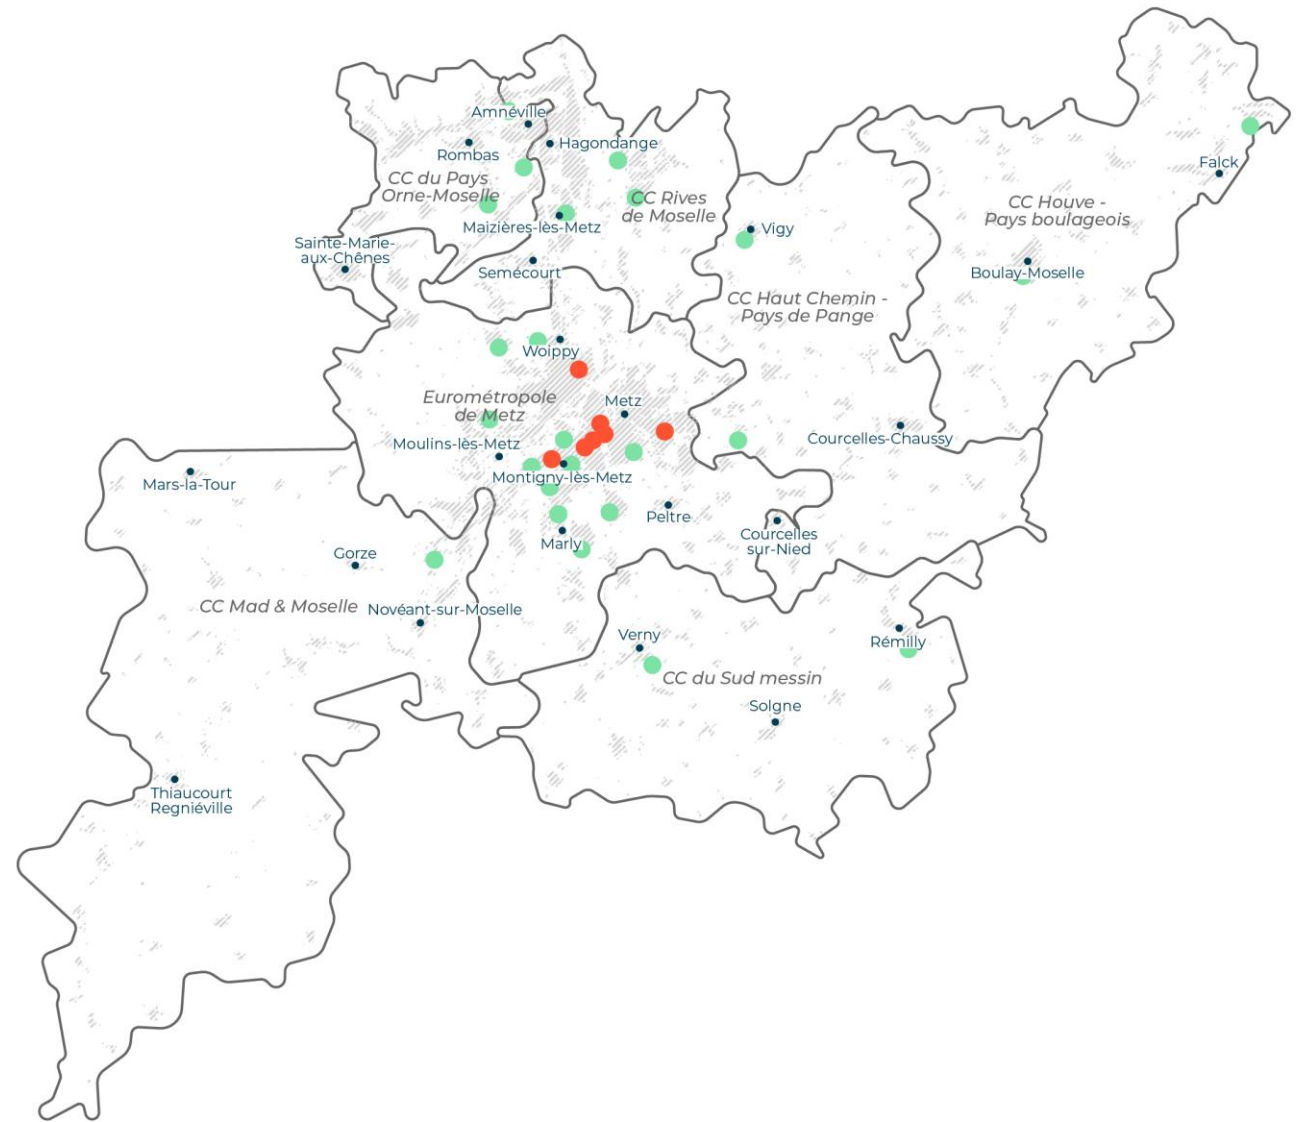 Amnéville
Hagondange
Rombas
CC du Pays
Orne-Moselle
CC Rives
de Moselle
Maizières-lès-Metz
Sainte-Marie-
aux-Chênes
Semécourt
Vigy
Falck
CC Houve -
Pays boulageois
Boulay-Moselle
CC Haut Chemin -
Pays de Pange
Woippy
Eurométropole
de Metz
Metz
Moulins-lès-Metz
Courcelles-Chaussy
Montigny-lès-Metz
Mars-la-Tour
Peltre
Courcelles
sur-Nied
Marly
Gorze
CC Mad & Moselle
Novéant-sur-Moselle
Verny
Rémilly
CC du Sud messin
Solgne
Thiaucourt
Regniéville